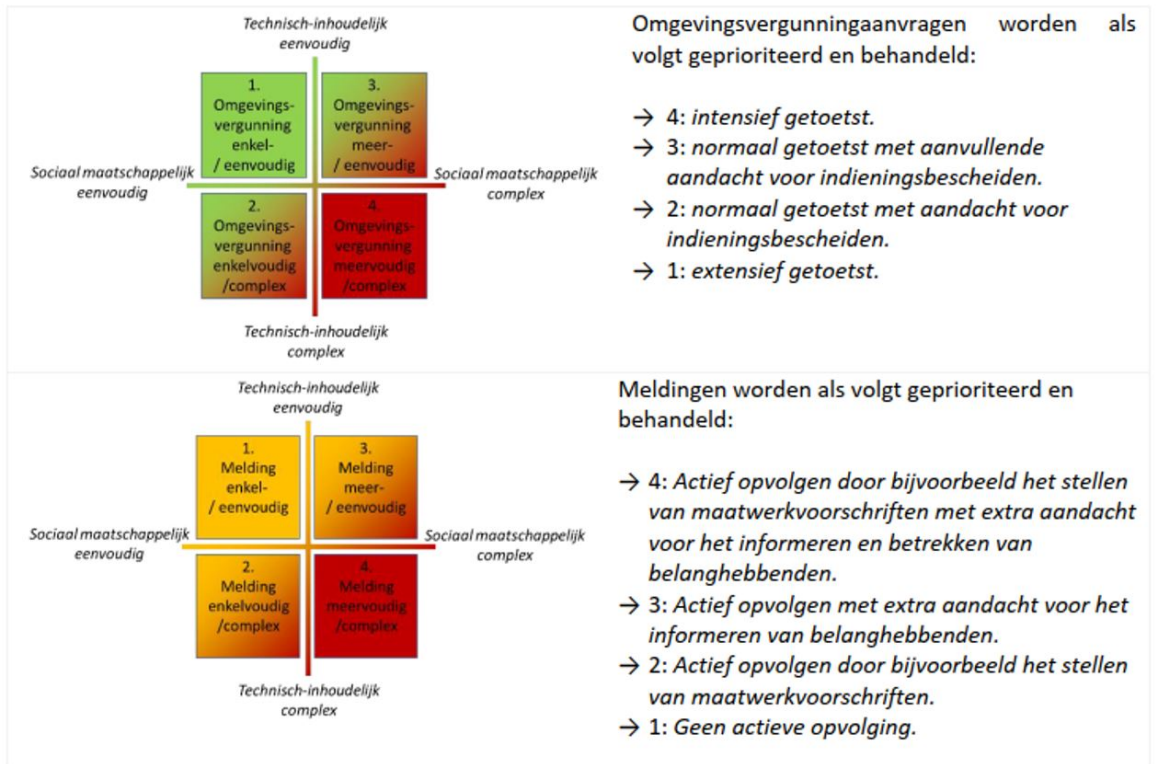 Technisch-inhoudelijk
eenvoudig
1.
Omgevings-
vergunning
enkel-
/ eenvoudig
3.
Omgevings-
vergunning
meer-
/ eenvoudig
Sociaal maatschappelijk
eenvoudig
Sociaal maatschappelijk
complex
2.
Omgevings-
vergunning
enkelvoudig
/complex
4.
Omgevings-
vergunning
meervoudig
/complex
Technisch-inhoudelijk
complex
Omgevingsvergunningaanvragen worden als
volgt geprioriteerd en behandeld:
→ 4: intensief getoetst.
→ 3: normaal getoetst met aanvullende
aandacht voor indieningsbescheiden.
→ 2: normaal getoetst met aandacht voor
indieningsbescheiden.
→ 1: extensief getoetst.
Technisch-inhoudelijk
eenvoudig
1.
Melding
enkel-
/ eenvoudig
3.
Melding
meer-
/ eenvoudig
Sociaal maatschappelijk
eenvoudig
Sociaal maatschappelijk
complex
2.
Melding
enkelvoudig
/complex
4.
Melding
meervoudig
/complex
Technisch-inhoudelijk
complex
Meldingen worden als volgt geprioriteerd en
behandeld:
→ 4: Actief opvolgen door bijvoorbeeld het stellen
van maatwerkvoorschriften met extra aandacht
voor het informeren en betrekken van
belanghebbenden.
→ 3: Actief opvolgen met extra aandacht voor het
informeren van belanghebbenden.
→ 2: Actief opvolgen door bijvoorbeeld het stellen
van maatwerkvoorschriften.
→ 1: Geen actieve opvolging.